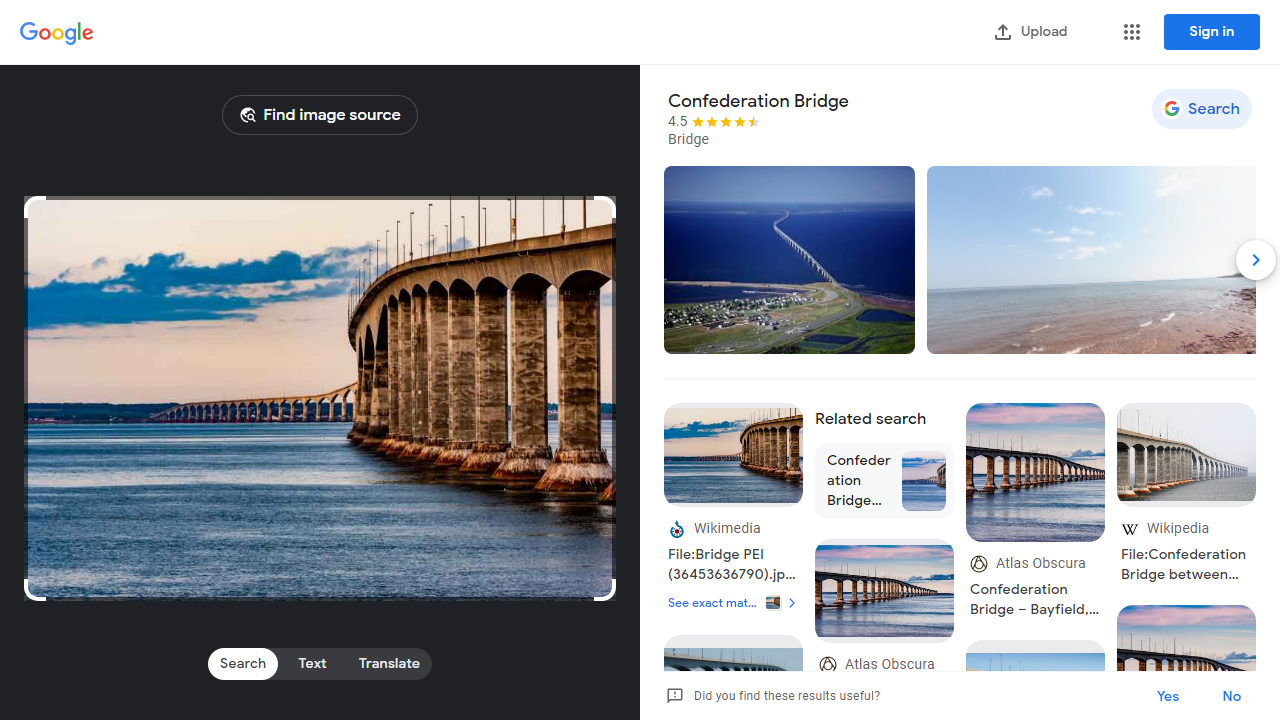 Google
Upload
Sign in
Find image source
Search
Text
Translate
Confederation Bridge
4.5
Bridge
Search
Wikimedia
File:Bridge PEI
(36453636790).jp...
See exact mat...
Related search
Confeder
ation
Bridge...
Atlas Obscura
Atlas Obscura
Confederation
Bridge – Bayfield,...
Wikipedia
File:Confederation
Bridge between...
Did you find these results useful?
Yes
No